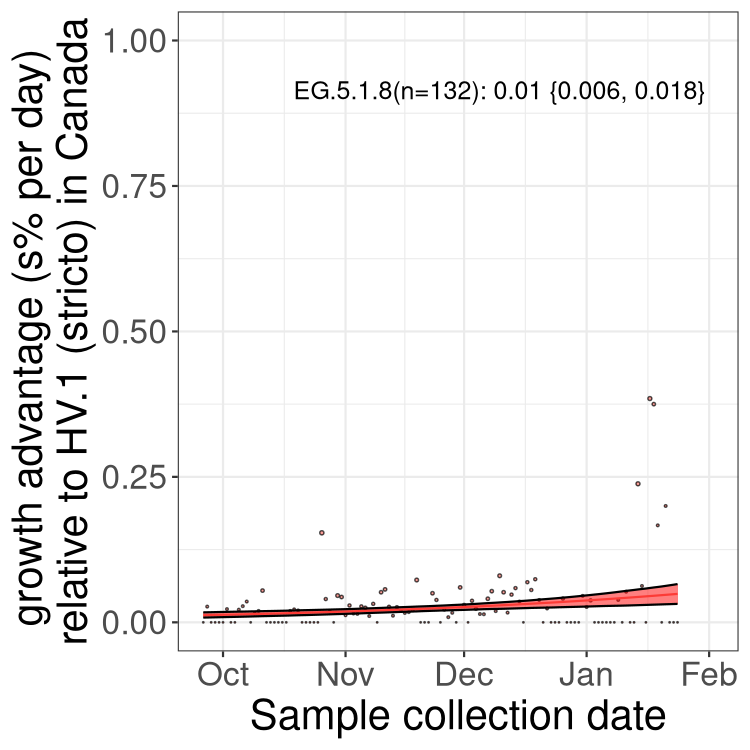 growth advantage (s% per day)
relative to HV.1 (stricto) in Canada
1.00
0.75
0.50
0.25
0.00
EG.5.1.8(n=132): 0.01 {0.006, 0.018}
Oct Nov Dec Jan Feb
Sample collection date